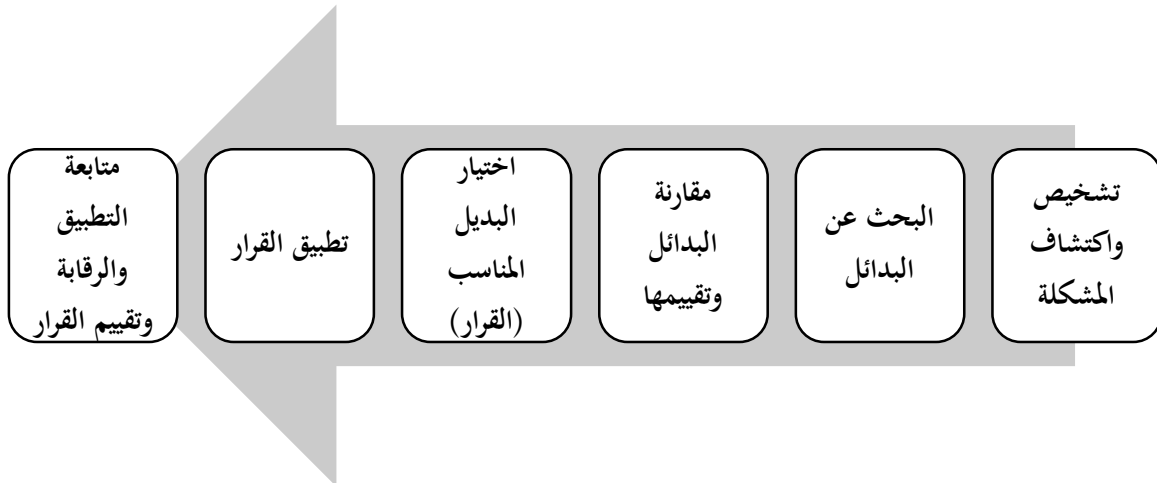 تشخيص
واكتشاف
المشكلة
البحث عن
البدائل
مقارنة
البدائل
وتقييمها
اختيار
البديل
المناسب
(القرار)
تطبيق القرار
متابعة
التطبيق
والرقابة
وتقييم القرار